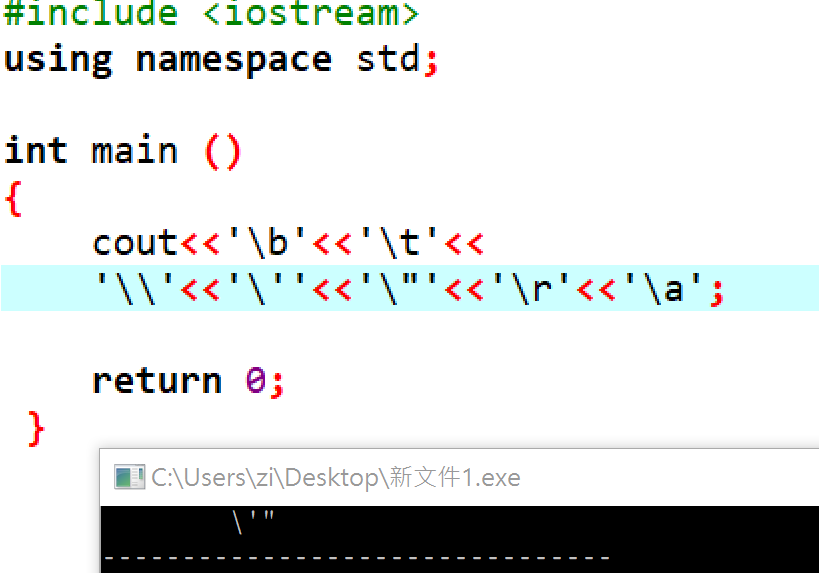 #include <iostream>
using namespace std;
int main ()
{
cout<<'\b'<<'\t'<<
'\\'<<'\''<<'\"'<<'\r'<<'\a';
return 0;
}
C:\Users\zi\Desktop\新文件1.exe
\'"
--------------------------------